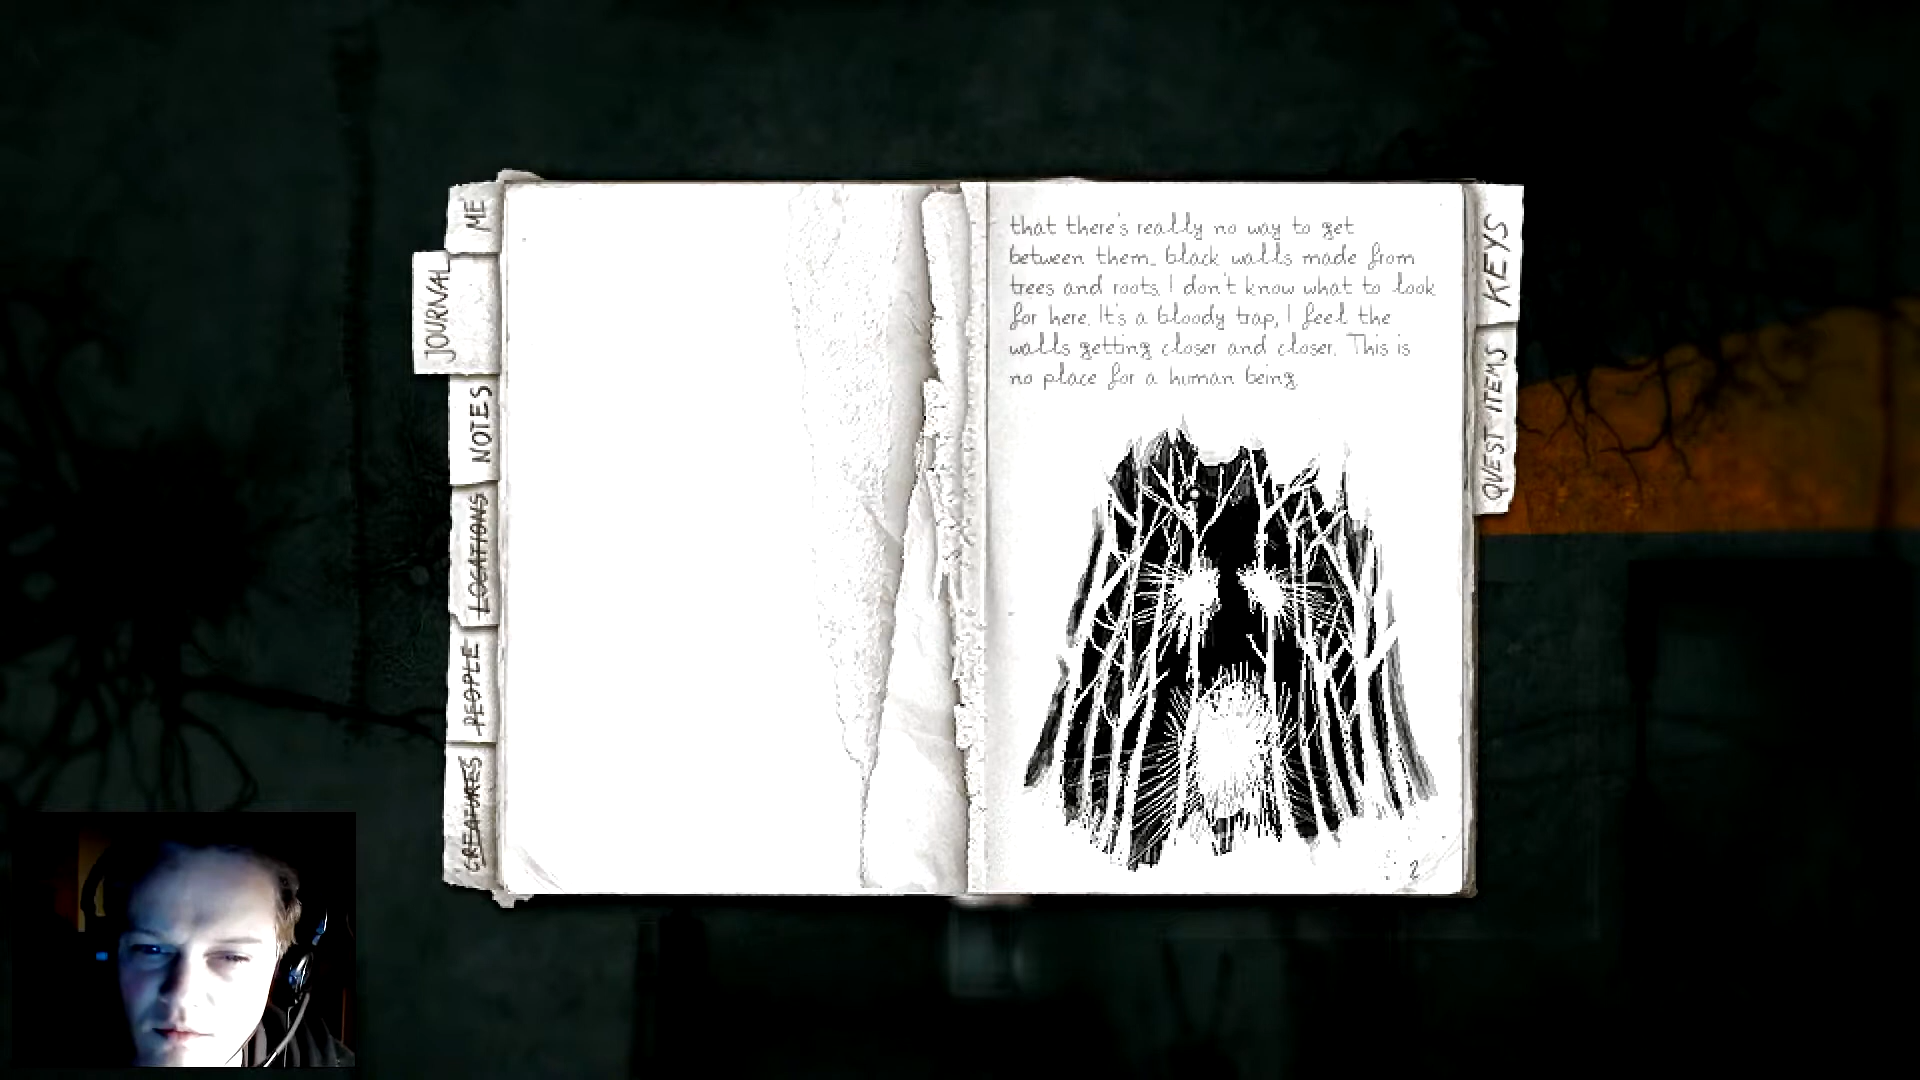 ME
JOURNAL
NOTES
LOCATIONS
PEOPLE
CREATURES
that there's really no way to get
between them. black walls made from
trees and roots. I don't know what to look
for here. It's a bloody trap, I feel the
walls getting closer and closer. This is
no place for a human being.
2
KEYS
QUEST ITEMS